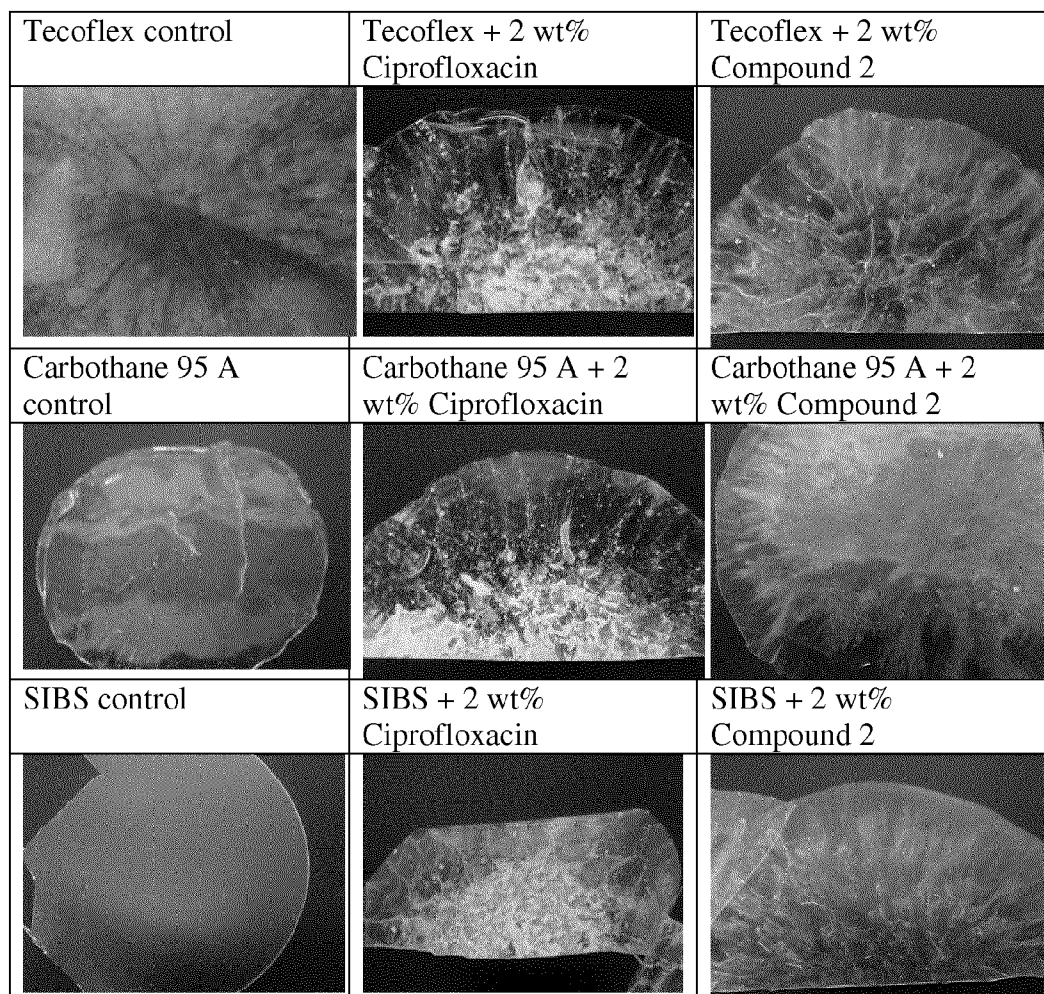 Tecoflex control
Tecoflex + 2 wt%
Ciprofloxacin
Tecoflex + 2 wt%
Compound 2
Carbothane 95 A
control
Carbothane 95 A + 2
wt% Ciprofloxacin
Carbothane 95 A + 2
wt% Compound 2
SIBS control
SIBS + 2 wt%
Ciprofloxacin
SIBS + 2 wt%
Compound 2